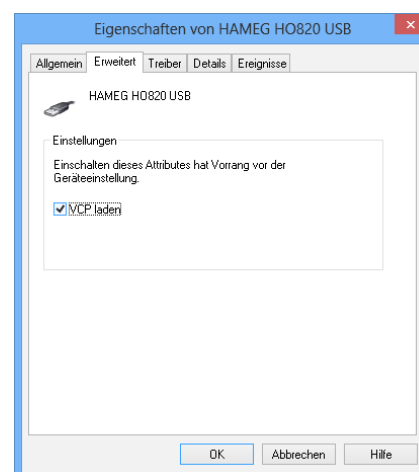 Eigenschaften von HAMEG HO820 USB
Allgemein Erweitert Treiber Details Ereignisse
HAMEG HO820 USB
Einstellungen
Einschalten dieses Attributes hat Vorrang vor der
Geräteeinstellung.
VCP laden
OK Abbrechen Hilfe